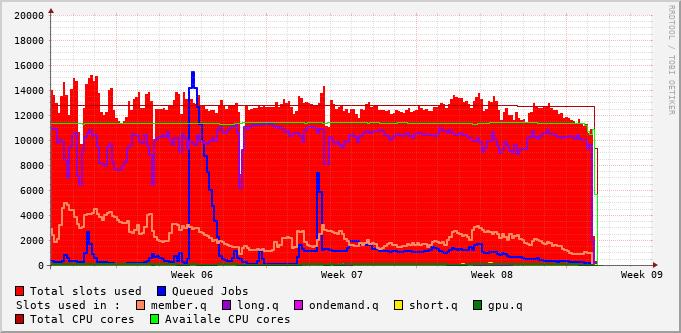 RRDTOOL / TOBI OETIKER
20000
18000
16000
14000
12000
10000
8000
6000
4000
2000
0
Week 06 Week 07 Week 08 Week 09
Total slots used Queued Jobs
Slots used in : member.q long.q ondemand.q short.q gpu.q
Total CPU cores Availale CPU cores